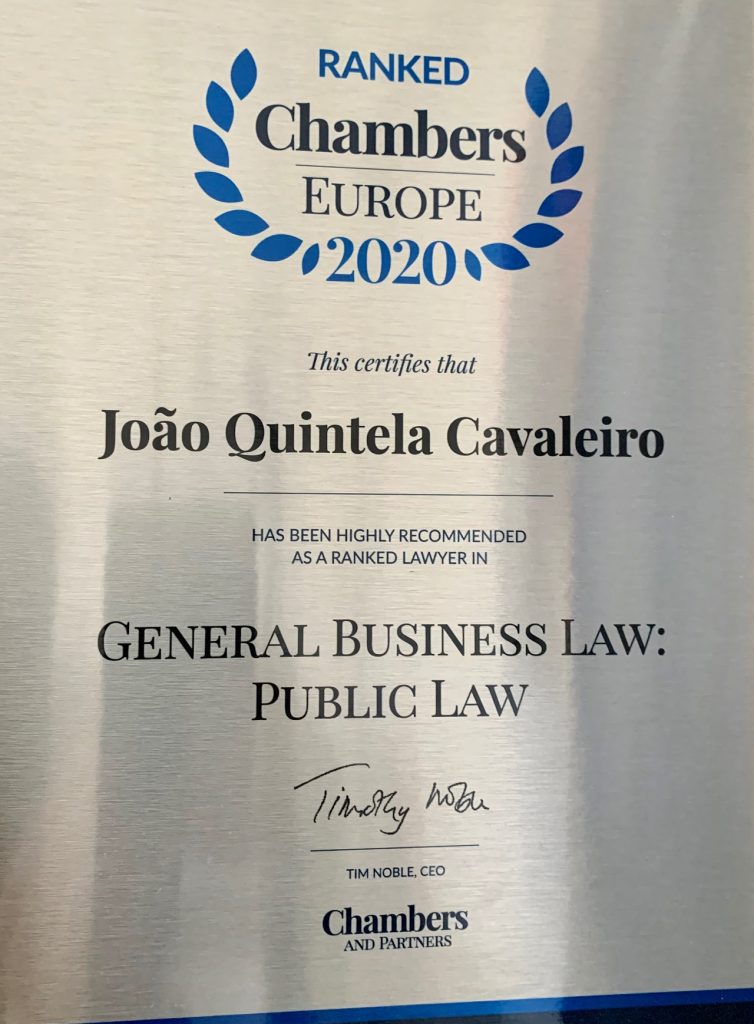 RANKED
Chambers
EUROPE
2020
This certifies that
João Quintela Cavaleiro
HAS BEEN HIGHLY RECOMMENDED
AS A RANKED LAWYER IN
GENERAL BUSINESS LAW:
PUBLIC LAW
Timothy Noble
TIM NOBLE, CEO
Chambers
AND PARTNERS